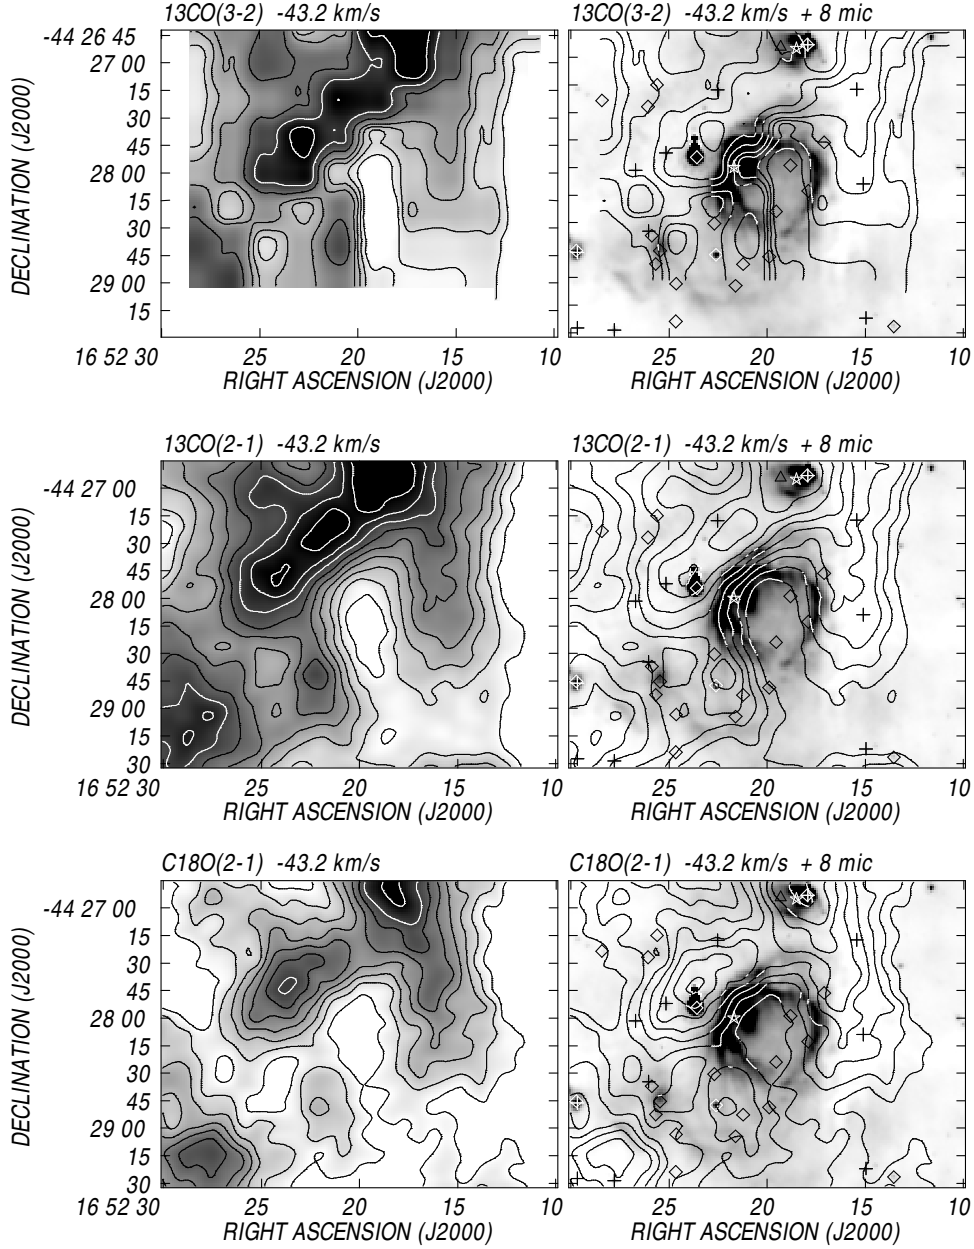 13CO(3-2) -43.2 km/s
13CO(3-2) -43.2 km/s + 8 mic
-44 26 45
27 00
15
30
45
28 00
15
30
45
29 00
15
DECLINATION (J2000)
16 52 30 25 20 15 10
25 20 15 10
RIGHT ASCENSION (J2000)
RIGHT ASCENSION (J2000)
13CO(2-1) -43.2 km/s
13CO(2-1) -43.2 km/s + 8 mic
-44 27 00
15
30
45
28 00
15
30
45
29 00
15
30
DECLINATION (J2000)
16 52 30 25 20 15 10
25 20 15 10
RIGHT ASCENSION (J2000)
RIGHT ASCENSION (J2000)
C18O(2-1) -43.2 km/s
C18O(2-1) -43.2 km/s + 8 mic
-44 27 00
15
30
45
28 00
15
30
45
29 00
15
30
DECLINATION (J2000)
16 52 30 25 20 15 10
25 20 15 10
RIGHT ASCENSION (J2000)
RIGHT ASCENSION (J2000)